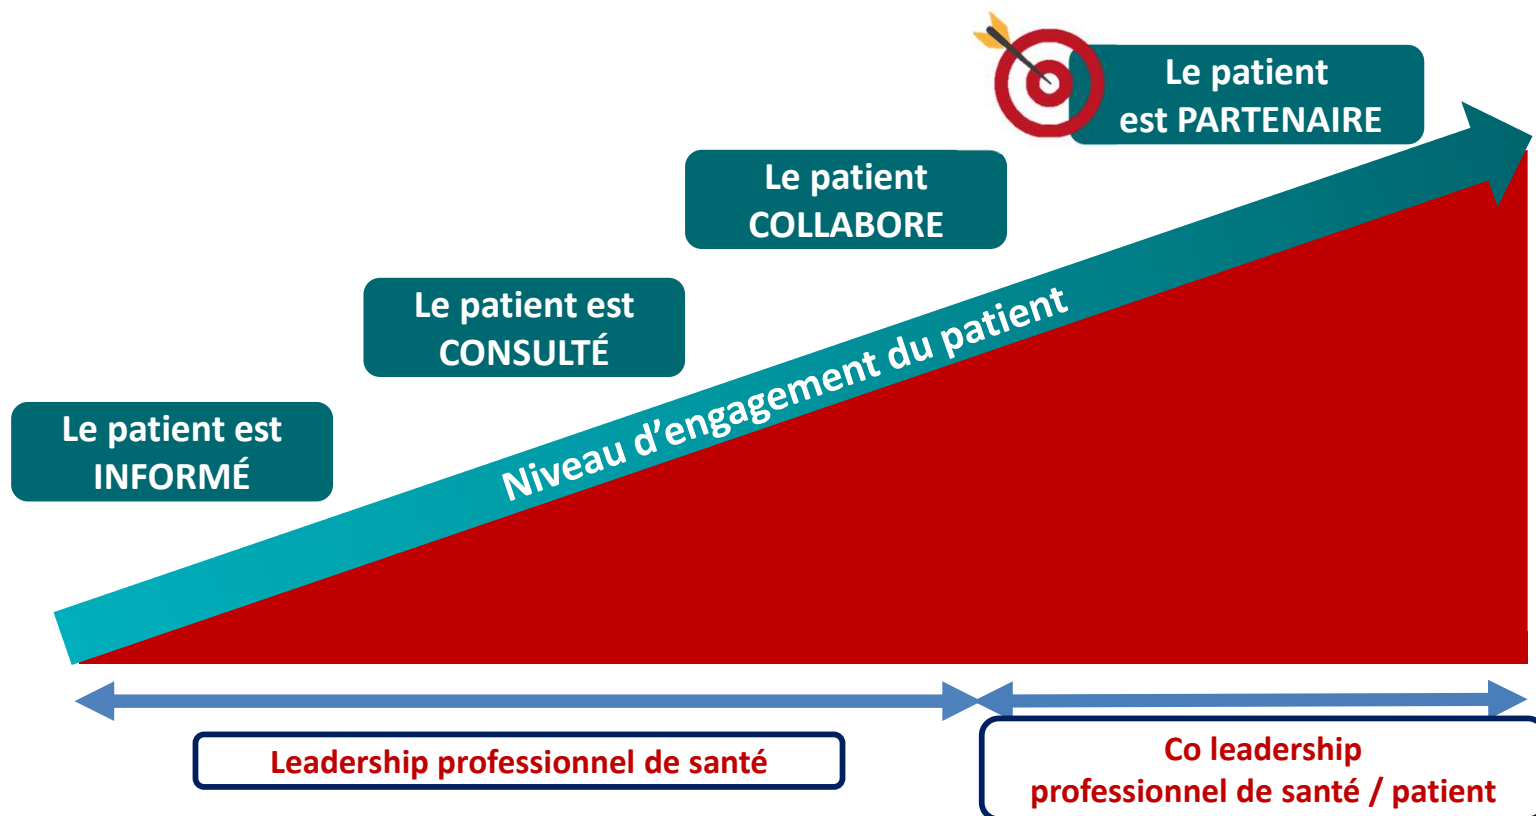 Le patient
est PARTENAIRE
Le patient
COLLABORE
Le patient est
CONSULTÉ
Le patient est
INFORMÉ
Niveau d’engagement du patient
Leadership professionnel de santé
Co leadership
professionnel de santé / patient